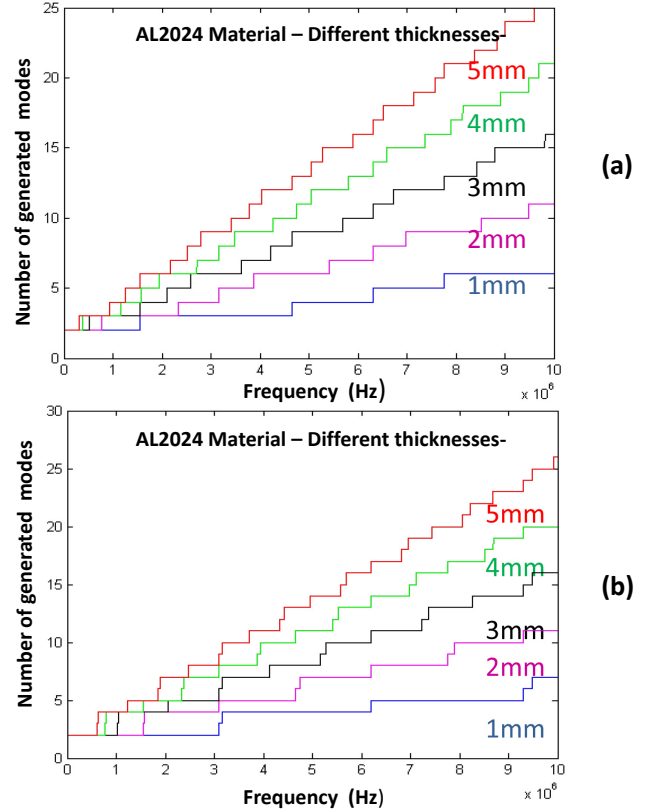 AL2024 Material – Different thicknesses-
25
20
15
10
5
0
Number of generated modes
5mm
4mm
3mm
2mm
1mm
0 1 2 3 4 5 6 7 8 9 10
Frequency (Hz)
x 10^6
(a)
AL2024 Material – Different thicknesses-
30
25
20
15
10
5
0
Number of generated modes
5mm
4mm
3mm
2mm
1mm
0 1 2 3 4 5 6 7 8 9 10
Frequency (Hz)
x 10^6
(b)